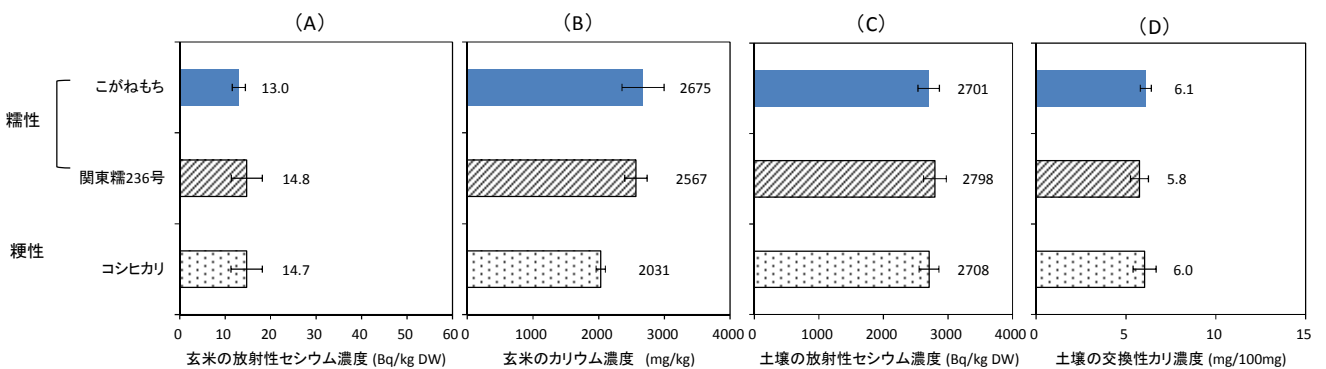 (A) (B) (C) (D)
糯性
こがねもち
関東糯236号
粳性
コシヒカリ
13.0
14.8
14.7
0 10 20 30 40 50 60
玄米の放射性セシウム濃度 (Bq/kg DW)
2675
2567
2031
0 1000 2000 3000 4000
玄米のカリウム濃度 (mg/kg)
2701
2798
2708
0 1000 2000 3000 4000
土壌の放射性セシウム濃度 (Bq/kg DW)
6.1
5.8
6.0
0 5 10 15
土壌の交換性カリ濃度 (mg/100mg)